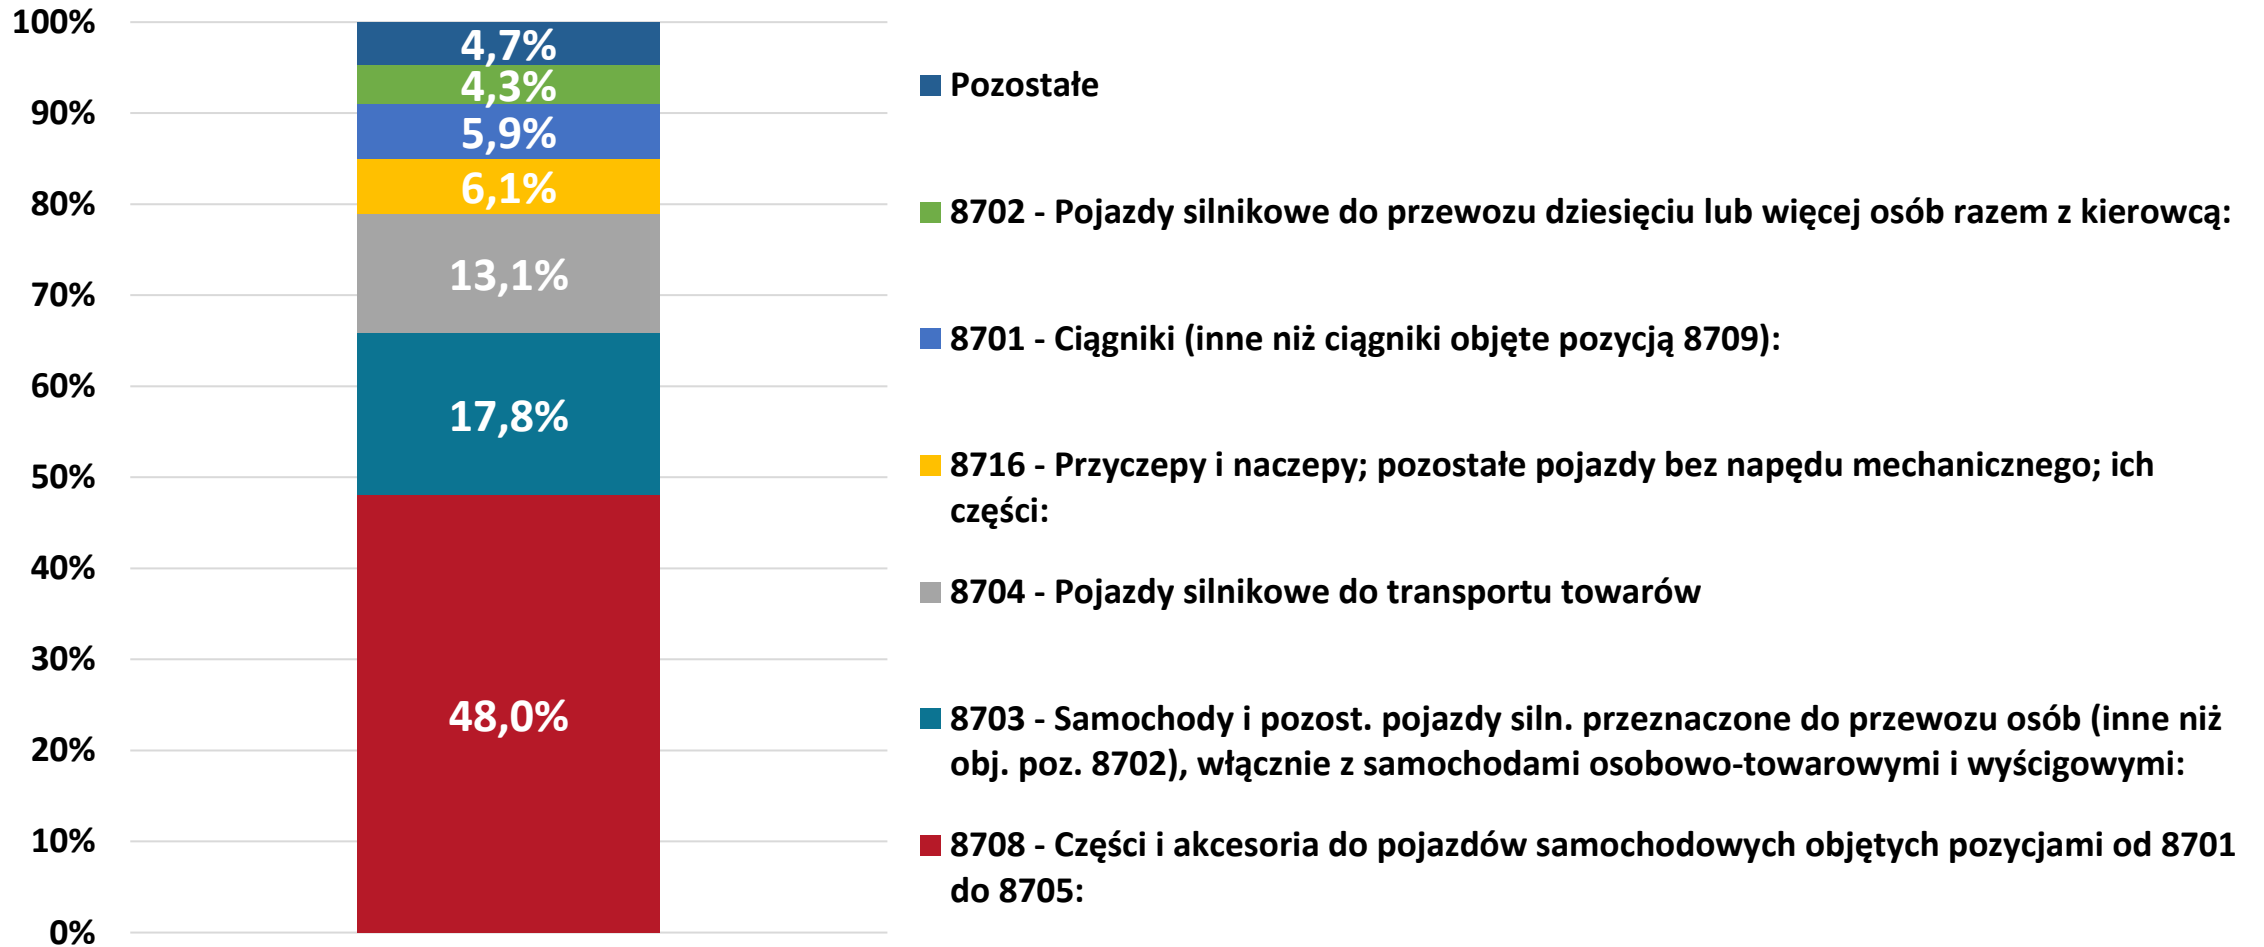 100%
90%
80%
70%
60%
50%
40%
30%
20%
10%
0%
4,7%
4,3%
5,9%
6,1%
13,1%
17,8%
48,0%
Pozostałe
8702 - Pojazdy silnikowe do przewozu dziesięciu lub więcej osób razem z kierowcą:
8701 - Ciągniki (inne niż ciągniki objęte pozycją 8709):
8716 - Przyczepy i naczepy; pozostałe pojazdy bez napędu mechanicznego; ich
części:
8704 - Pojazdy silnikowe do transportu towarów
8703 - Samochody i pozost. pojazdy siln. przeznaczone do przewozu osób (inne niż
obj. poz. 8702), włącznie z samochodami osobowo-towarowymi i wyścigowymi:
8708 - Części i akcesoria do pojazdów samochodowych objętych pozycjami od 8701
do 8705: